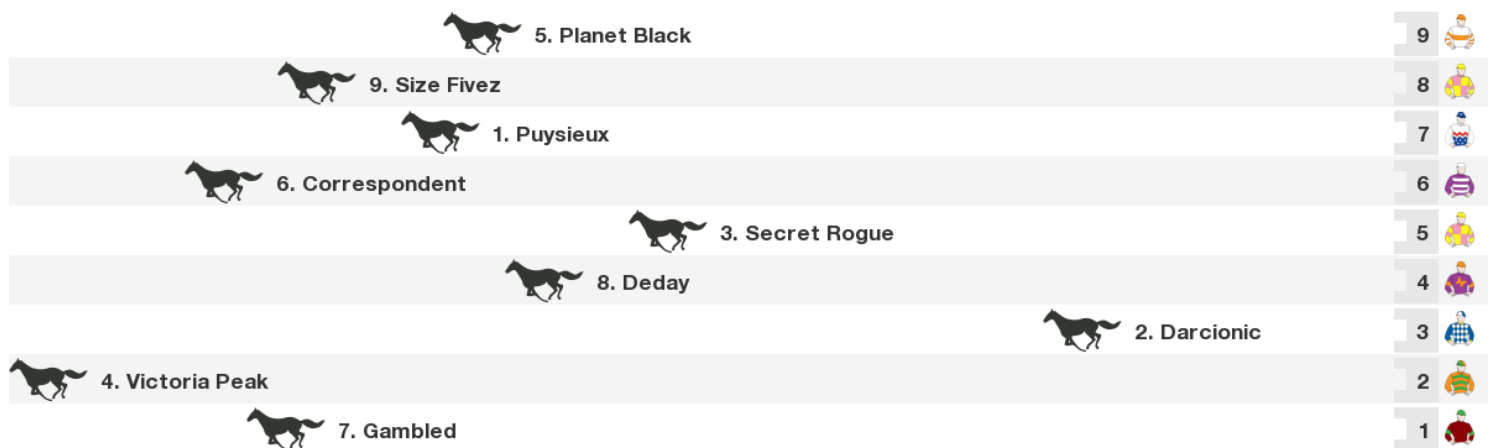 5. Planet Black 9
9. Size Fivez 8
1. Puysieux 7
6. Correspondent 6
3. Secret Rogue 5
8. Deday 4
2. Darcionic 3
4. Victoria Peak 2
7. Gambled 1